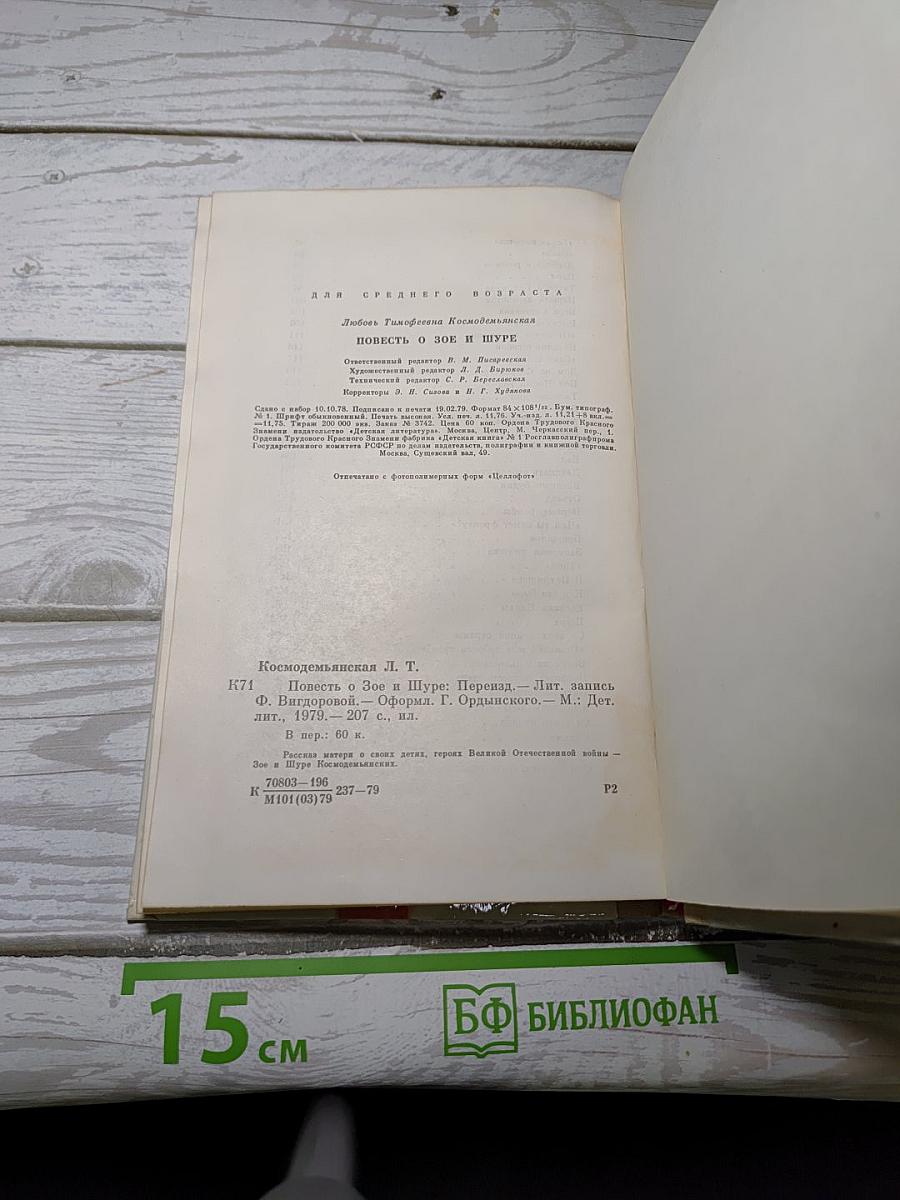 ДЛЯ СРЕДНЕГО ВОЗРАСТА
Любовь Тимофеевна Космодемьянская
ПОВЕСТЬ О ЗОЕ И ШУРЕ
Ответственный редактор В. М. Писаревская
Художественный редактор Л. Д. Бирюков
Технический редактор С. Р. Береславская
Корректоры Э. Н. Сизова и Н. Г. Худякова
Сдано в набор 10.10.78. Подписано к печати 19.02.79. Формат 84×108 1/32. Бум. типограф.
№ 1. Шрифт обыкновенный. Печать высокая. Усл. печ. л. 11,76. Уч.-изд. л. 11,21+8 вкл.=
=11,75. Тираж 200 000 экз. Заказ № 3742. Цена 60 коп. Ордена Трудового Красного
Знамени издательство «Детская литература». Москва, Центр, М. Черкасский пер., 1.
Ордена Трудового Красного Знамени фабрика «Детская книга» № 1 Росглавполиграфпрома
Государственного комитета РСФСР по делам издательств, полиграфии и книжной торговли.
Москва, Сущевский вал, 49.
Отпечатано с фотополимерных форм «Целлофот»
Космодемьянская Л. Т.
К71 Повесть о Зое и Шуре: Переизд.— Лит. запись
Ф. Вигдоровой.— Оформл. Г. Ордынского.— М.: Дет.
лит., 1979.— 207 с., ил.
В пер.: 60 к.
Рассказ матери о своих детях, героях Великой Отечественной войны —
Зое и Шуре Космодемьянских.
К 70803—196
М101(03)79 237—79 Р2
15 см
БФ БИБЛИОФАН